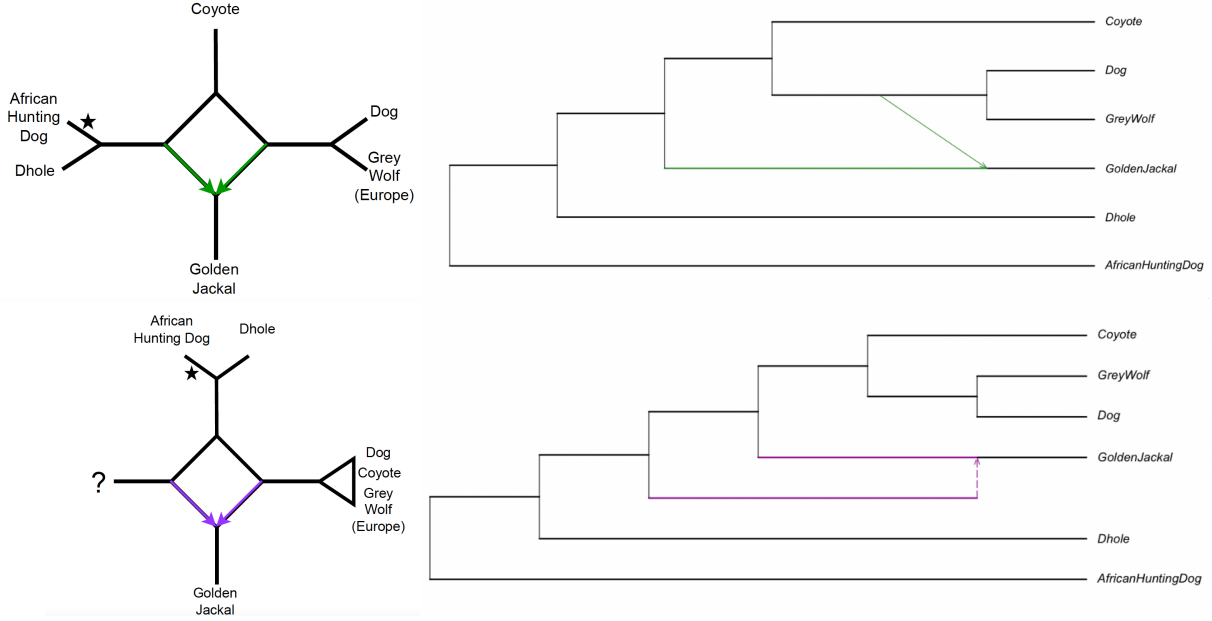 Coyote
African
Hunting
Dog
Dhole
Dog
Grey
Wolf
(Europe)
Golden
Jackal
Coyote
Dog
GreyWolf
GoldenJackal
Dhole
AfricanHuntingDog
African
Hunting Dog
Dhole
?
Dog
Coyote
Grey
Wolf
(Europe)
Golden
Jackal
Coyote
GreyWolf
Dog
GoldenJackal
Dhole
AfricanHuntingDog